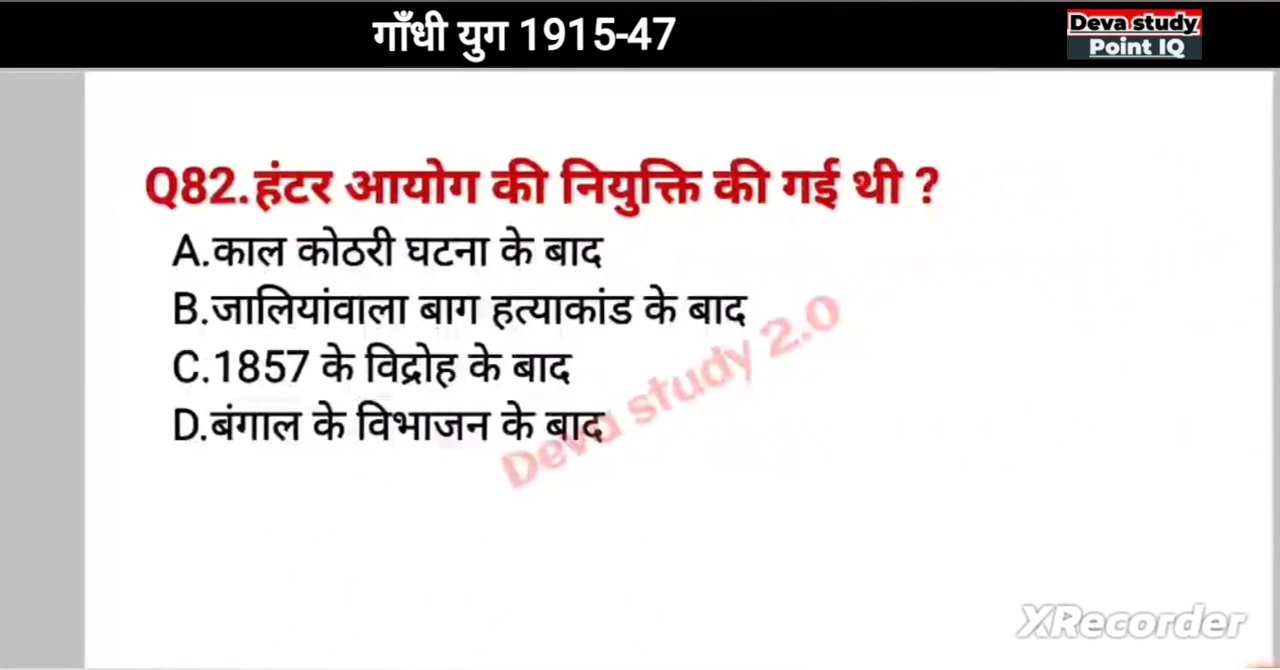 गाँधी युग 1915-47
Deva study
Point IQ
Q82.हंटर आयोग की नियुक्ति की गई थी ?
A.काल कोठरी घटना के बाद
B.जालियांवाला बाग हत्याकांड के बाद
C.1857 के विद्रोह के बाद
D.बंगाल के विभाजन के बाद
Deva study 2.0
XRecorder